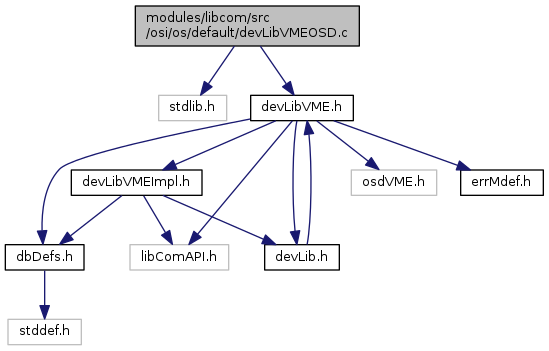 modules/libcom/src
/osi/os/default/devLibVMEOSD.c
stdlib.h
devLibVME.h
devLibVMEImpl.h
osdVME.h
errMdef.h
dbDefs.h
libComAPI.h
devLib.h
stddef.h